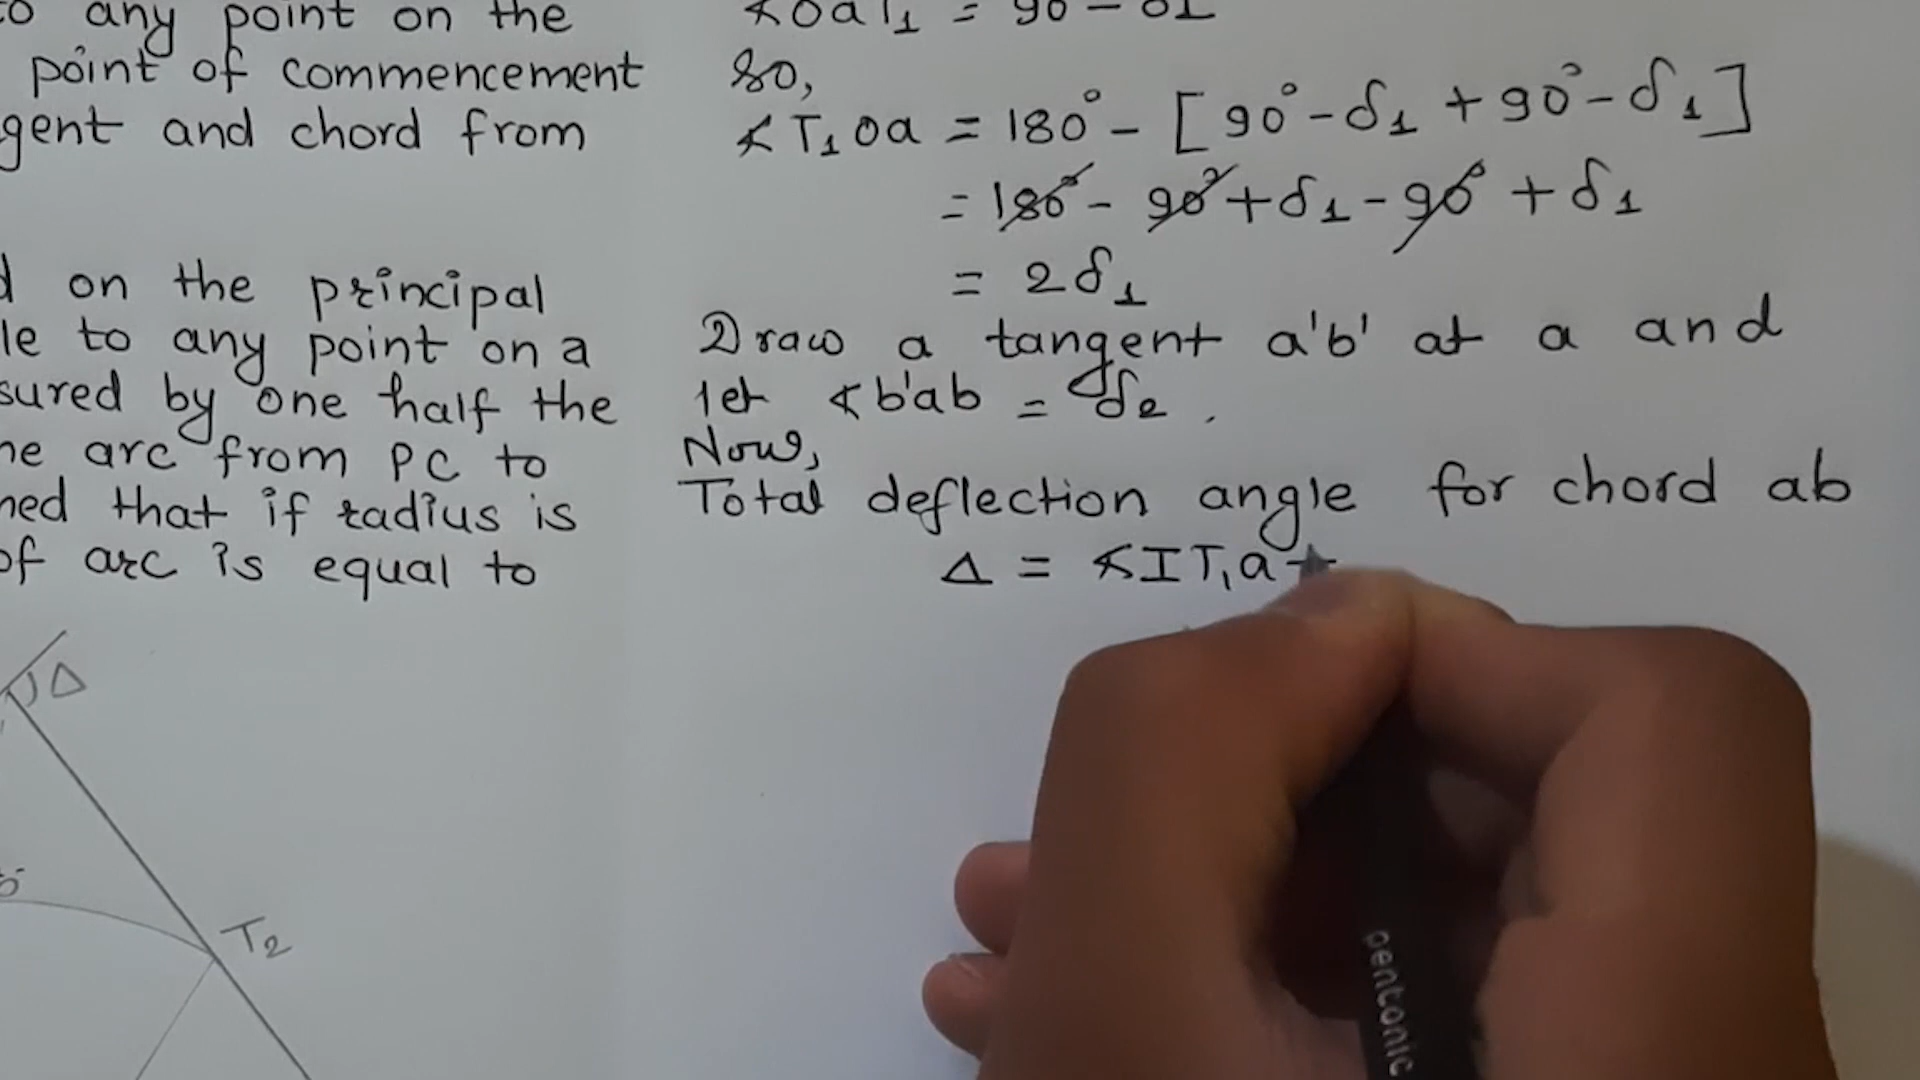 to any point on the
point of commencement
gent and chord from
d on the principal
le to any point on a
sured by one half the
he arc from PC to
med that if radius is
of arc is equal to
Δ
T₂
∢OaT₁ = 90 - δ1
So,
∢T₁Oa = 180° - [90° - δ₁ + 90° - δ₁]
= 180° - 90° + δ₁ - 90° + δ₁
= 2δ₁
Draw a tangent a'b' at a and
let ∢b'ab = δ₂.
Now,
Total deflection angle for chord ab
Δ = ∢IT₁a +
pentonic